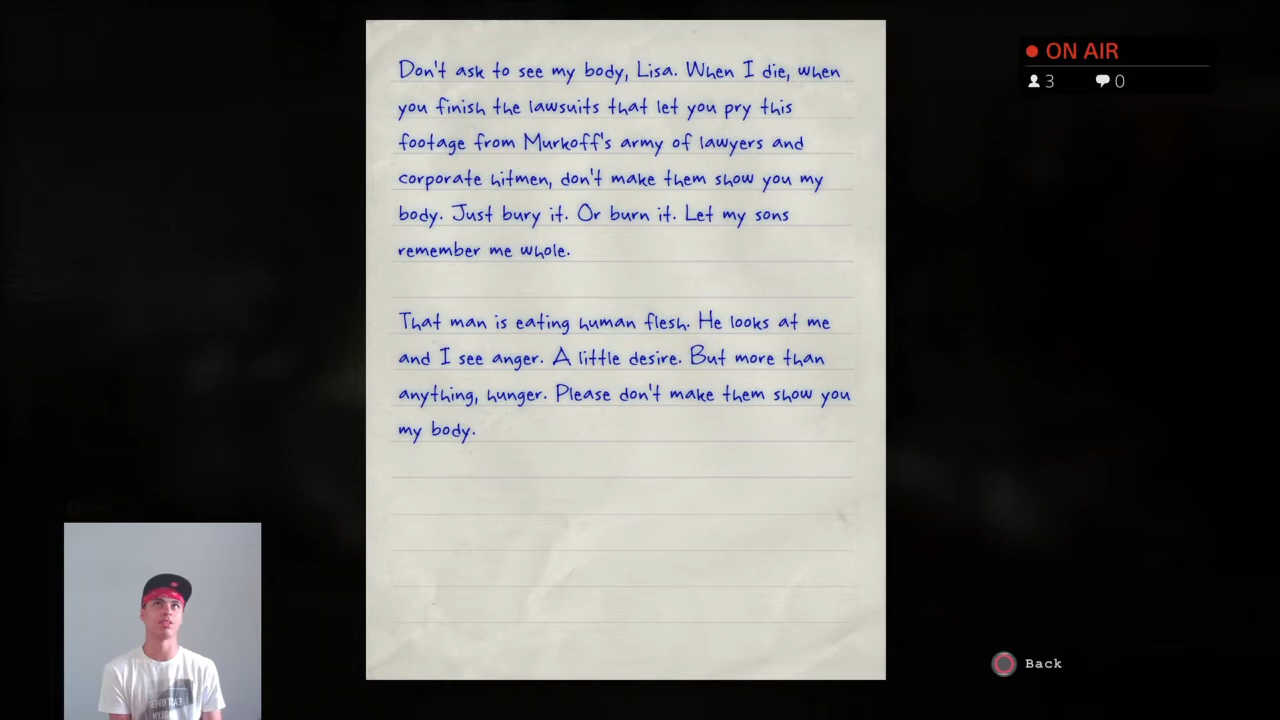 Don't ask to see my body, Lisa. When I die, when
you finish the lawsuits that let you pry this
footage from Murkoff's army of lawyers and
corporate hitmen, don't make them show you my
body. Just bury it. Or burn it. Let my sons
remember me whole.
That man is eating human flesh. He looks at me
and I see anger. A little desire. But more than
anything, hunger. Please don't make them show you
my body.
ON AIR
3 0
Back